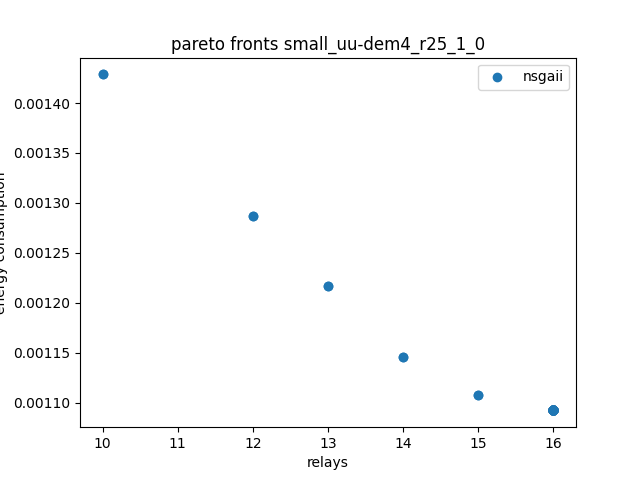 pareto fronts small_uu-dem4_r25_1_0
nsgaii
0.00140
0.00135
0.00130
0.00125
0.00120
0.00115
0.00110
energy consumption
10 11 12 13 14 15 16
relays